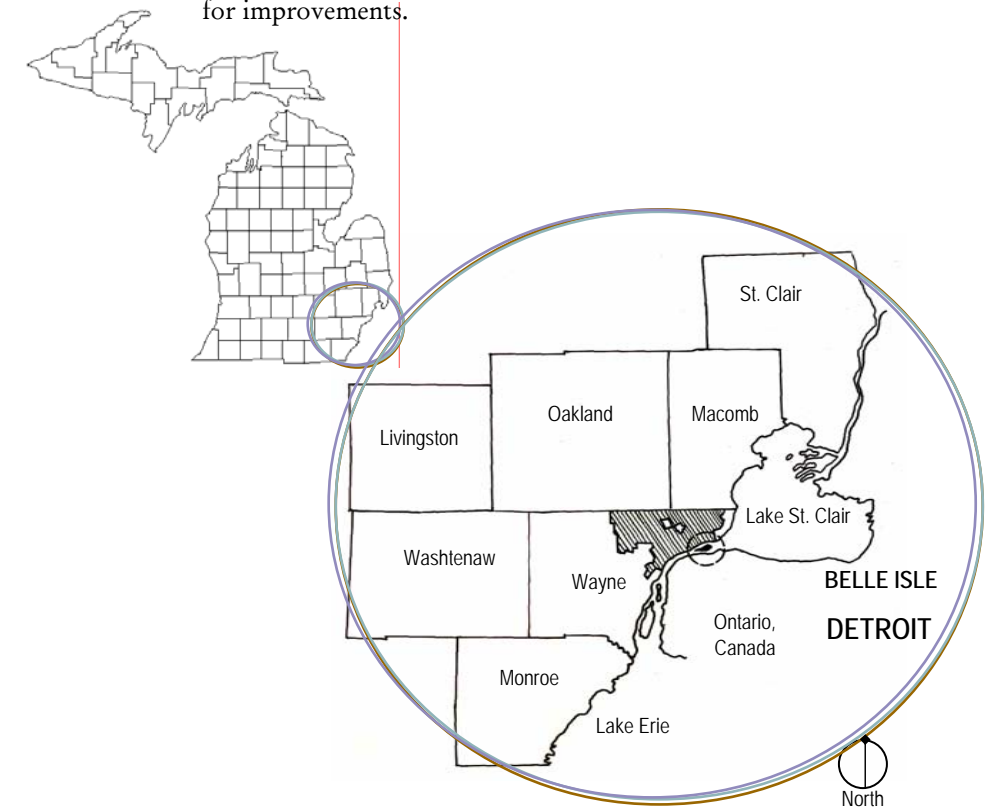 for improvements.
St. Clair
Oakland
Macomb
Livingston
Lake St. Clair
Washtenaw
Wayne
BELLE ISLE
Ontario,
Canada
DETROIT
Monroe
Lake Erie
North